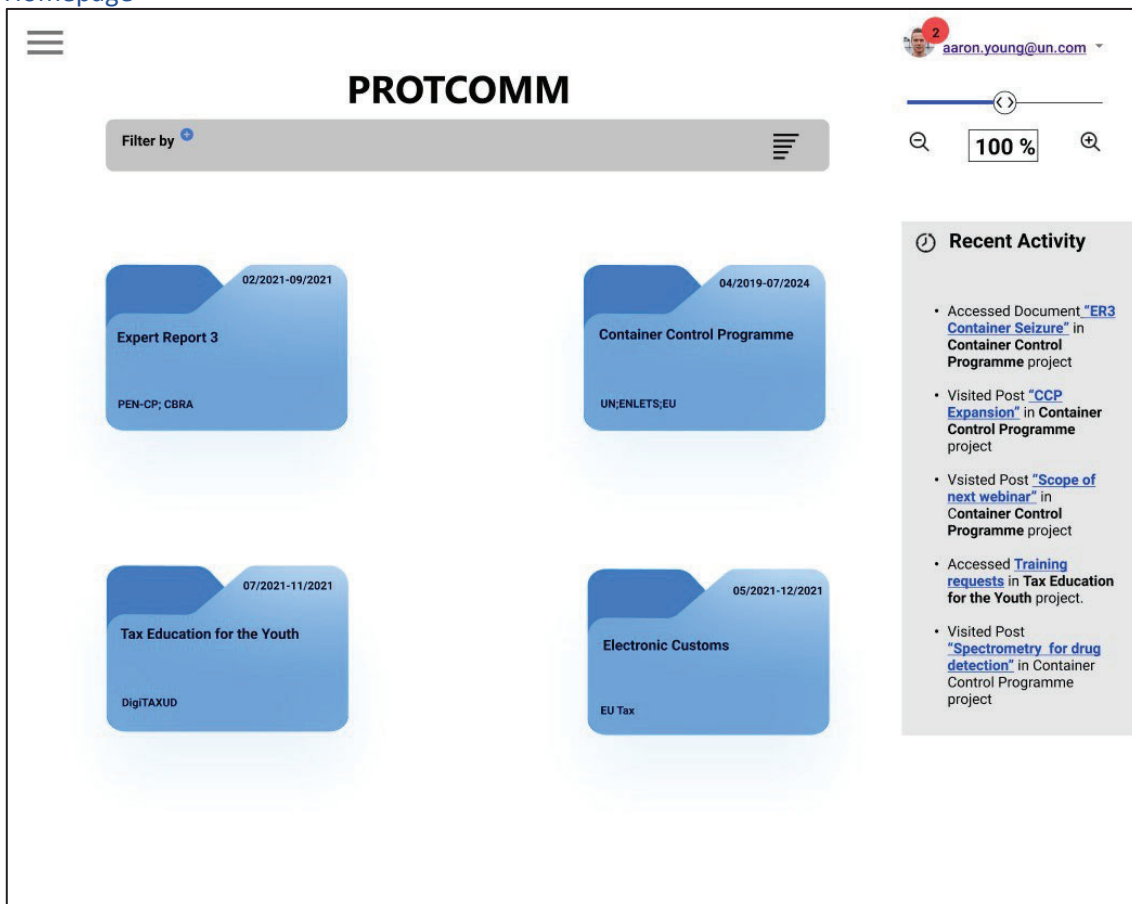 Homepage
2
aaron.young@un.com
PROTCOMM
Filter by
100 %
Recent Activity
02/2021-09/2021
Expert Report 3
PEN-CP; CBRA
04/2019-07/2024
Container Control Programme
UN;ENLETS;EU
07/2021-11/2021
Tax Education for the Youth
DigiTAXUD
05/2021-12/2021
Electronic Customs
EU Tax
• Accessed Document "ER3
Container Seizure" in
Container Control
Programme project
• Visited Post "CCP
Expansion" in Container
Control Programme
project
• Vsisted Post "Scope of
next webinar" in
Container Control
Programme project
• Accessed Training
requests in Tax Education
for the Youth project.
• Visited Post
"Spectrometry for drug
detection" in Container
Control Programme
project